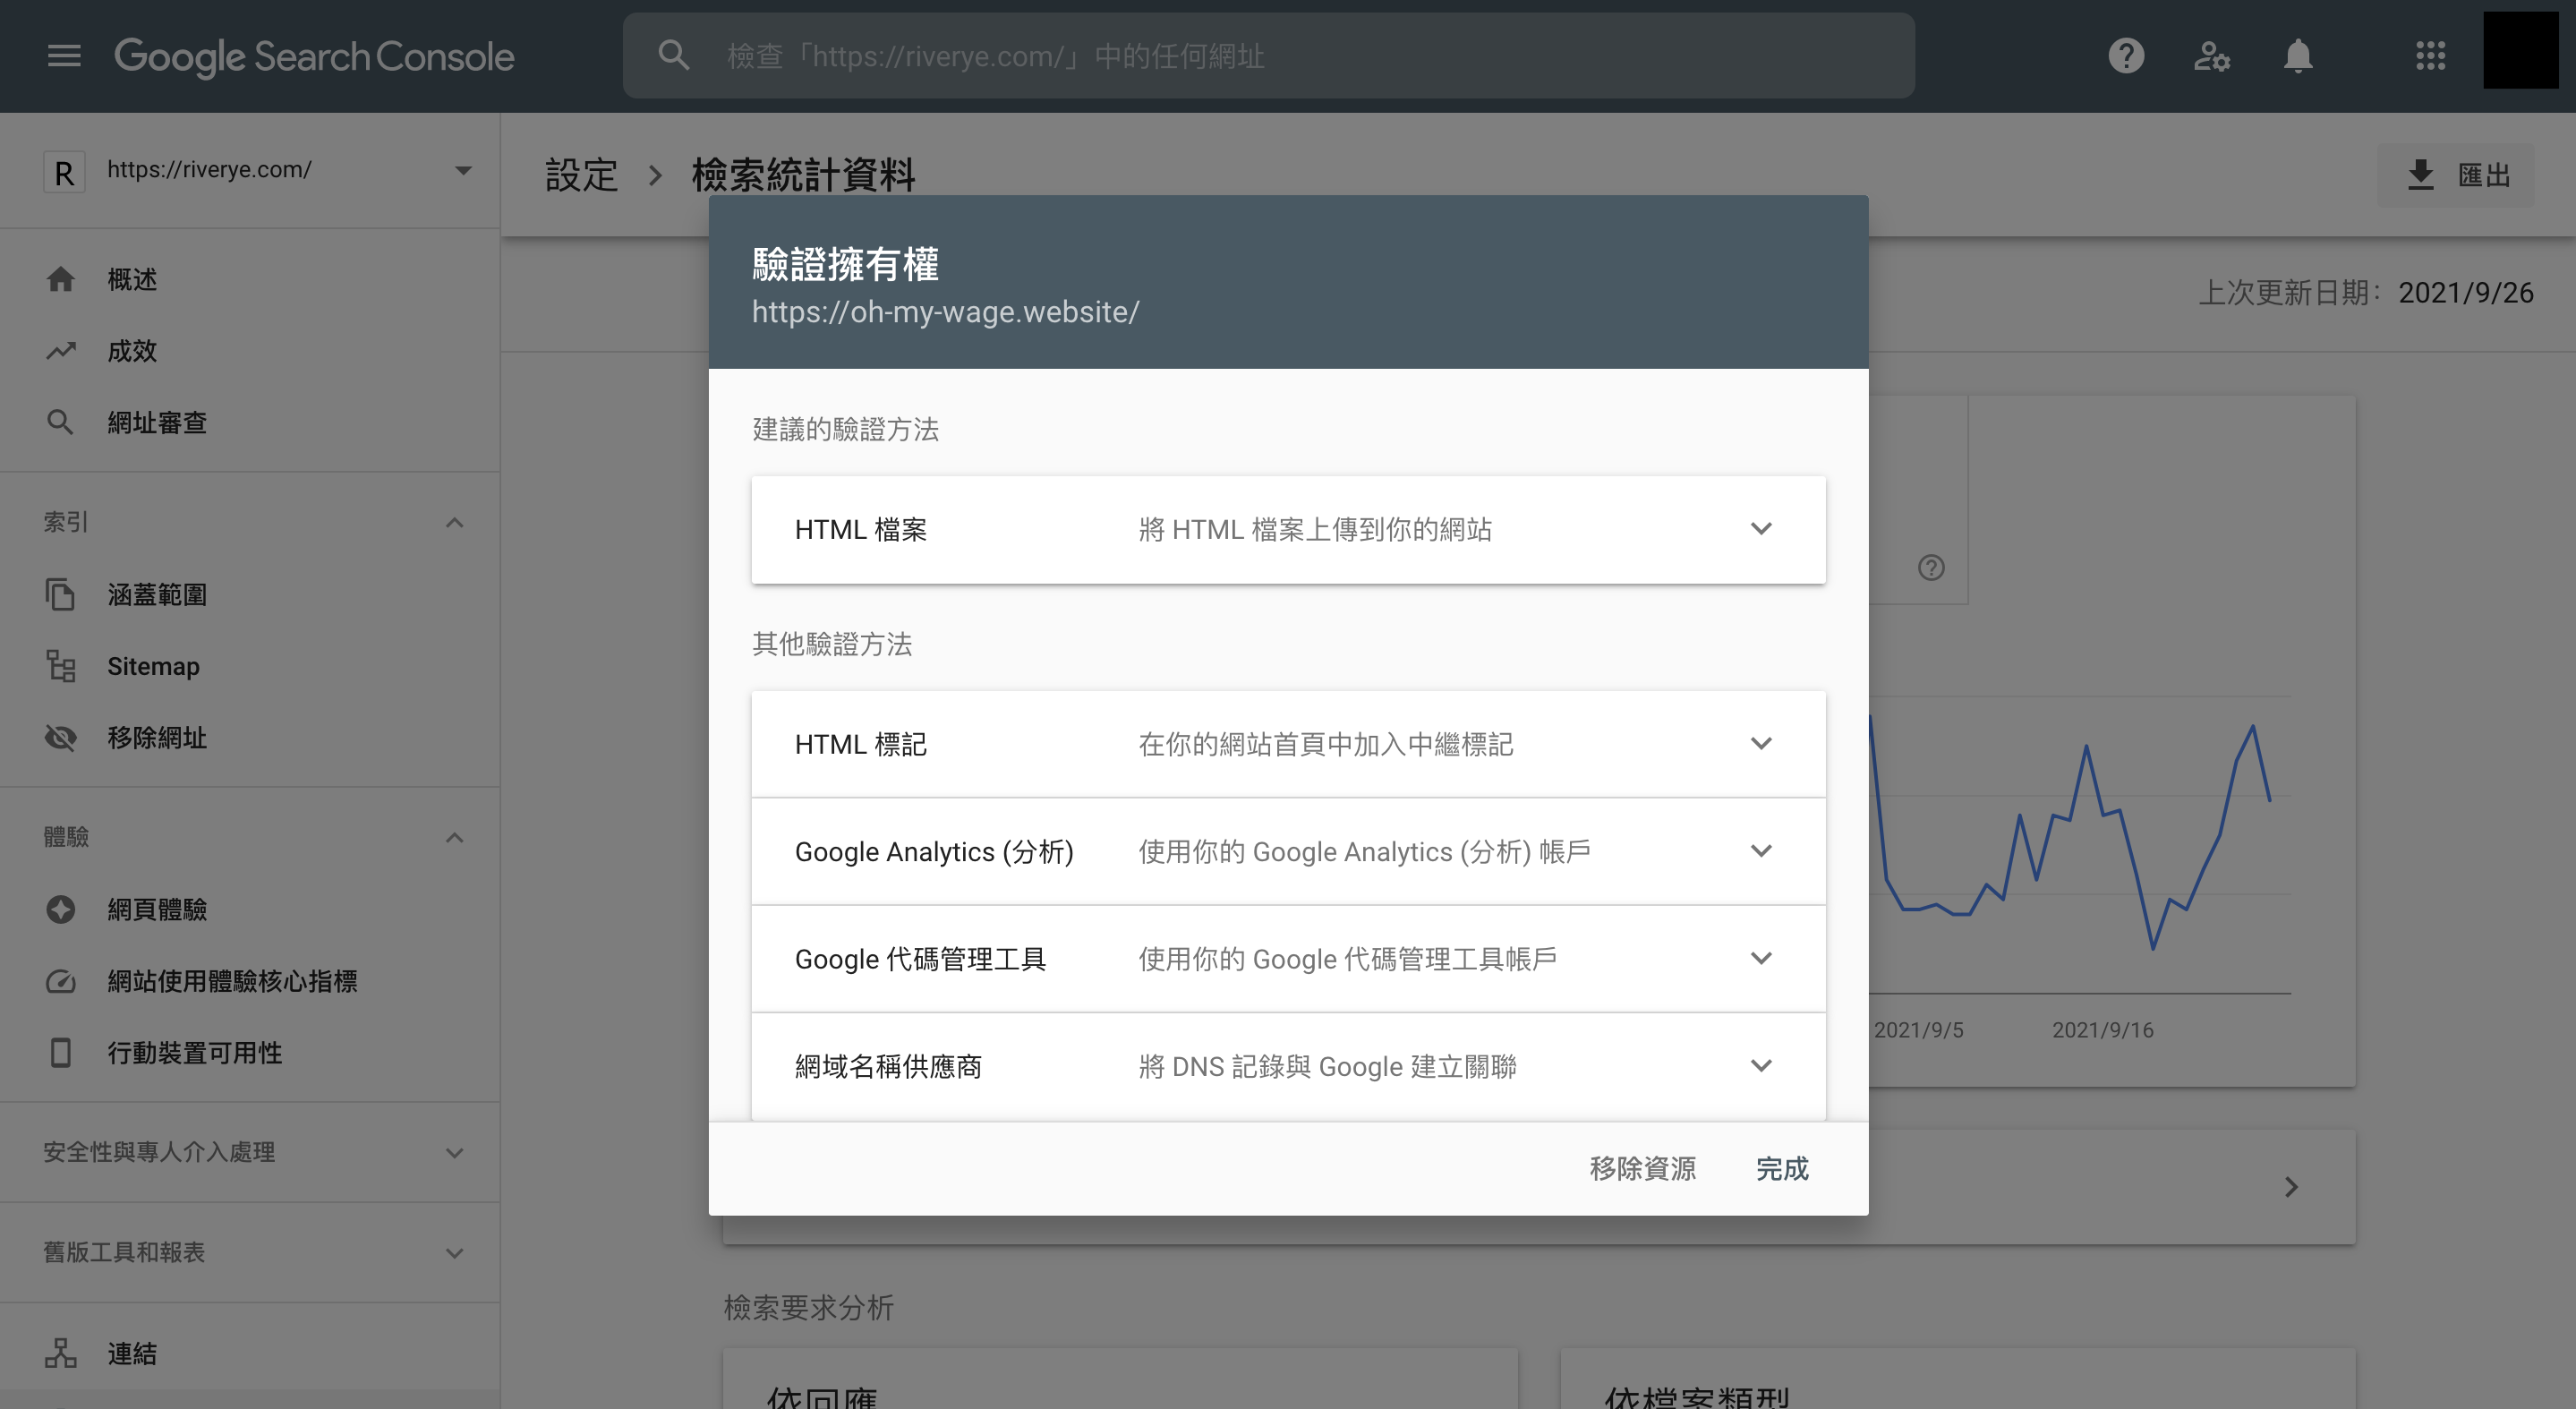 Google Search Console
檢查「https://riverye.com/」中的任何網址
R
https://riverye.com/
設定
檢索統計資料
匯出
概述
成效
網址審查
索引
涵蓋範圍
Sitemap
移除網址
體驗
網頁體驗
網站使用體驗核心指標
行動裝置可用性
安全性與專人介入處理
舊版工具和報表
連結
上次更新日期: 2021/9/26
驗證擁有權
https://oh-my-wage.website/
建議的驗證方法
HTML 檔案 將 HTML 檔案上傳到你的網站
其他驗證方法
HTML 標記 在你的網站首頁中加入中繼標記
Google Analytics (分析) 使用你的 Google Analytics (分析) 帳戶
Google 代碼管理工具 使用你的 Google 代碼管理工具帳戶
網域名稱供應商 將 DNS 記錄與 Google 建立關聯
移除資源 完成
2021/9/5 2021/9/16
檢索要求分析
依回應
依檔案類型